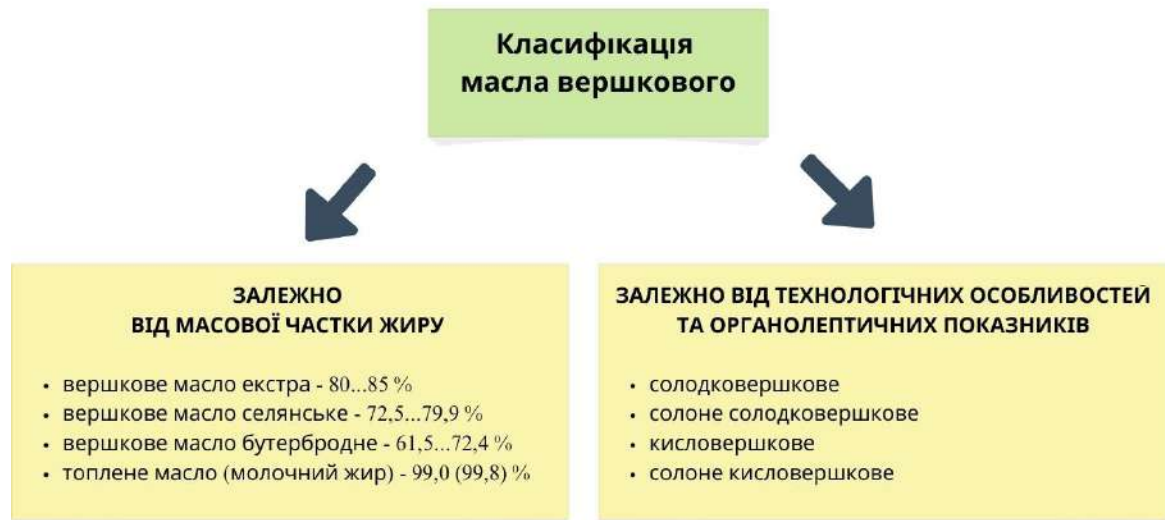 Класифікація
масла вершкового
ЗАЛЕЖНО
ВІД МАСОВОЇ ЧАСТКИ ЖИРУ
• вершкове масло екстра - 80...85 %
• вершкове масло селянське - 72,5...79,9 %
• вершкове масло бутербродне - 61,5...72,4 %
• топлене масло (молочний жир) - 99,0 (99,8) %
ЗАЛЕЖНО ВІД ТЕХНОЛОГІЧНИХ ОСОБЛИВОСТЕЙ
ТА ОРГАНОЛЕПТИЧНИХ ПОКАЗНИКІВ
• солодковершкове
• солоне солодковершкове
• кисловершкове
• солоне кисловершкове